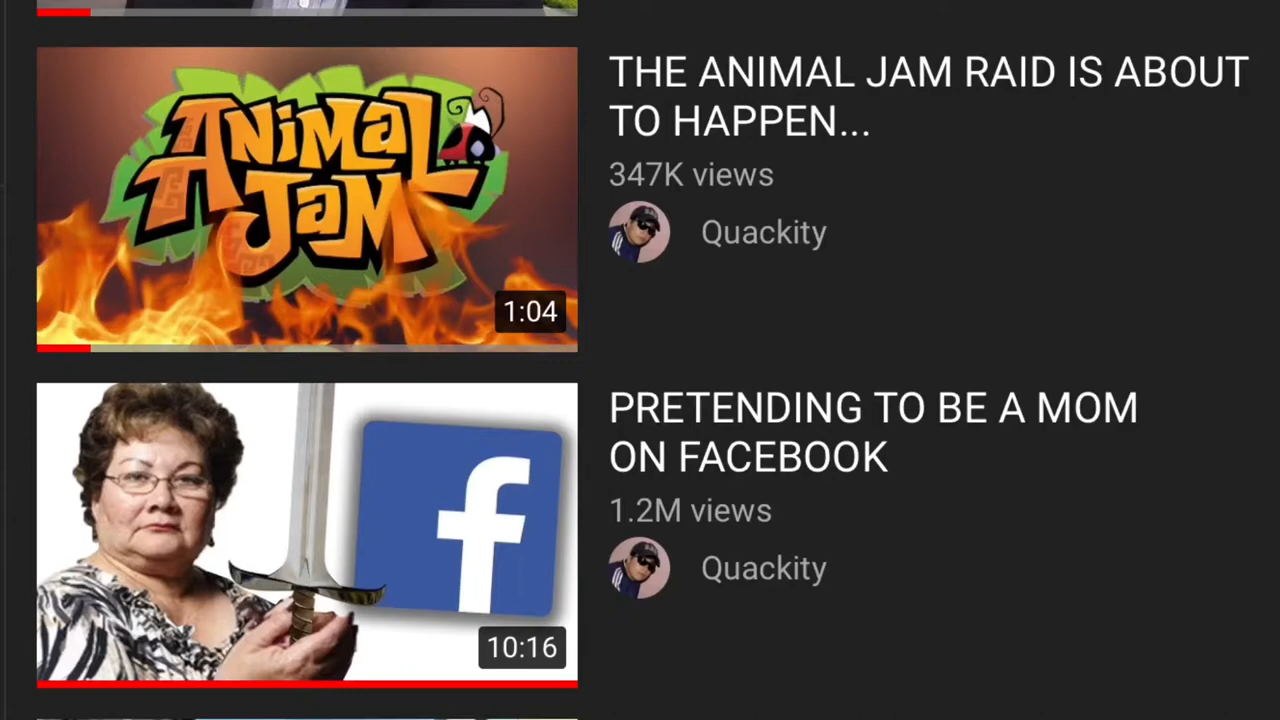 ANIMAL
JAM
1:04
THE ANIMAL JAM RAID IS ABOUT
TO HAPPEN...
347K views
Quackity
f
10:16
PRETENDING TO BE A MOM
ON FACEBOOK
1.2M views
Quackity